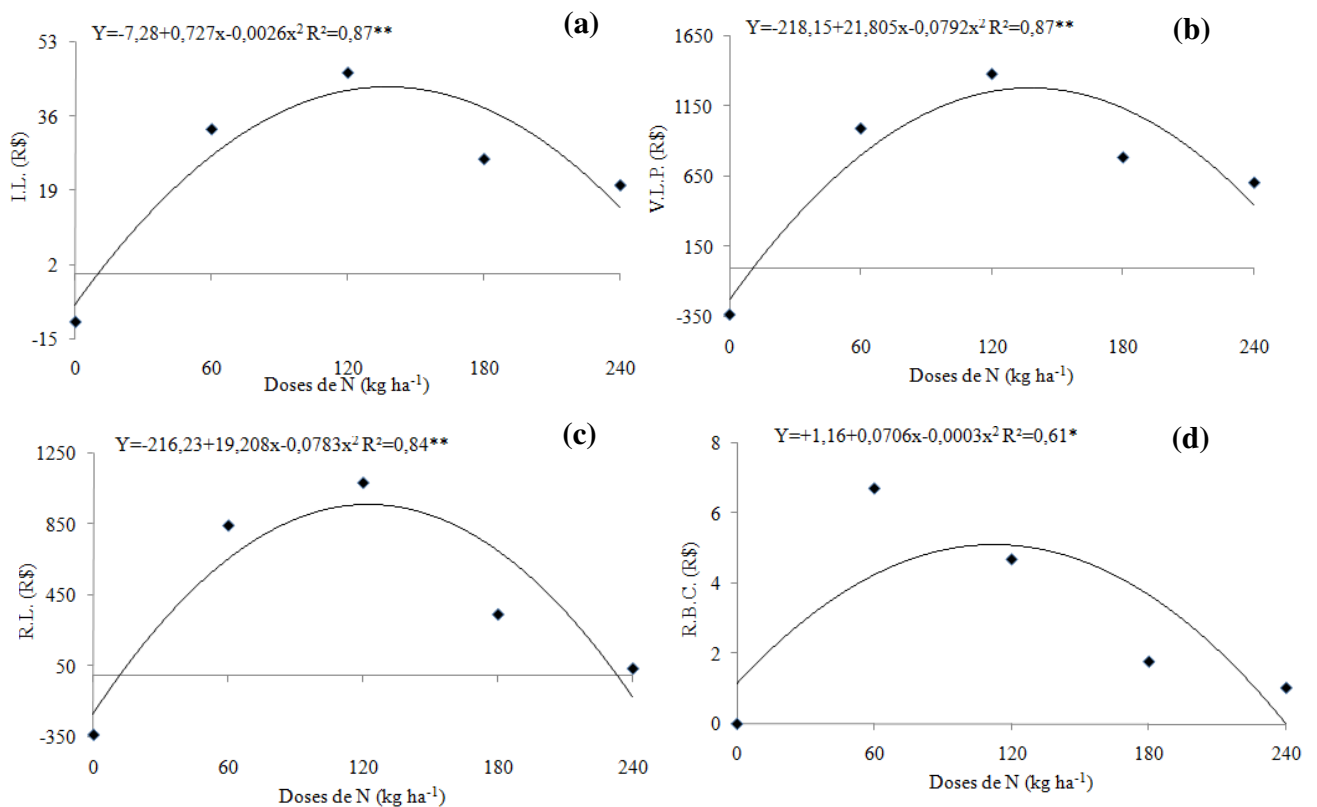 Y=-7,28+0,727x-0,0026x² R²=0,87**
(a)
53
36
19
2
-15
I.L. (R$)
0 60 120 180 240
Doses de N (kg ha⁻¹)
Y=-218,15+21,805x-0,0792x² R²=0,87**
(b)
1650
1150
650
150
-350
V.L.P. (R$)
0 60 120 180 240
Doses de N (kg ha⁻¹)
Y=-216,23+19,208x-0,0783x² R²=0,84**
(c)
1250
850
450
50
-350
R.L. (R$)
0 60 120 180 240
Doses de N (kg ha⁻¹)
Y=+1,16+0,0706x-0,0003x² R²=0,61*
(d)
8
6
4
2
0
R.B.C. (R$)
0 60 120 180 240
Doses de N (kg ha⁻¹)